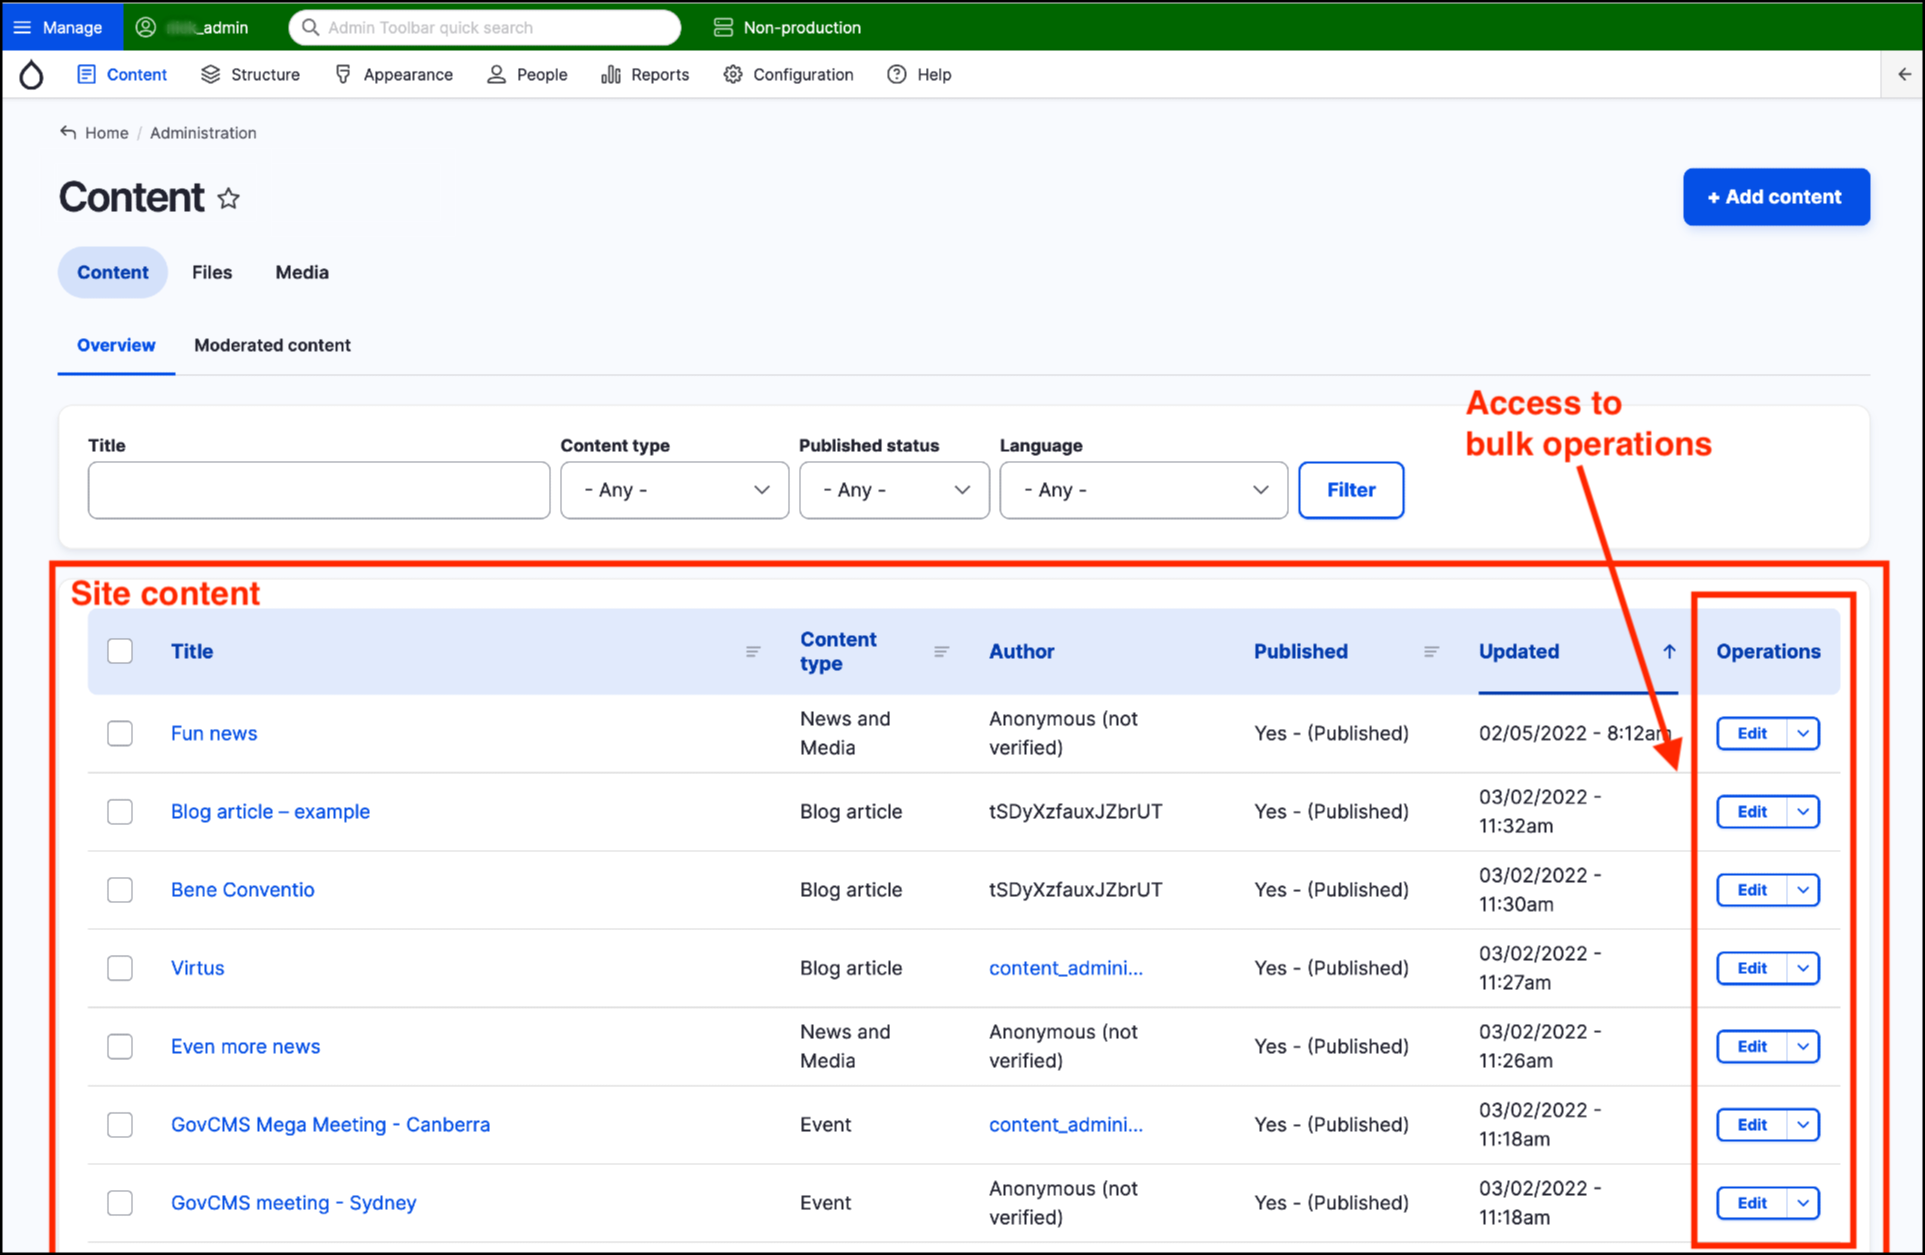 Manage
_admin
Admin Toolbar quick search
Non-production
Content
Structure
Appearance
People
Reports
Configuration
Help
Home / Administration
Content
+ Add content
Content
Files
Media
Overview
Moderated content
Access to
bulk operations
Title
Content type
Published status
Language
- Any -
- Any -
- Any -
Filter
Site content
Title
Content
type
Author
Published
Updated
Operations
Fun news
News and
Media
Anonymous (not
verified)
Yes - (Published)
02/05/2022 - 8:12am
Edit
Blog article – example
Blog article
tSDyXzfauxJZbrUT
Yes - (Published)
03/02/2022 -
11:32am
Edit
Bene Conventio
Blog article
tSDyXzfauxJZbrUT
Yes - (Published)
03/02/2022 -
11:30am
Edit
Virtus
Blog article
content_admini...
Yes - (Published)
03/02/2022 -
11:27am
Edit
Even more news
News and
Media
Anonymous (not
verified)
Yes - (Published)
03/02/2022 -
11:26am
Edit
GovCMS Mega Meeting - Canberra
Event
content_admini...
Yes - (Published)
03/02/2022 -
11:18am
Edit
GovCMS meeting - Sydney
Event
Anonymous (not
verified)
Yes - (Published)
03/02/2022 -
11:18am
Edit